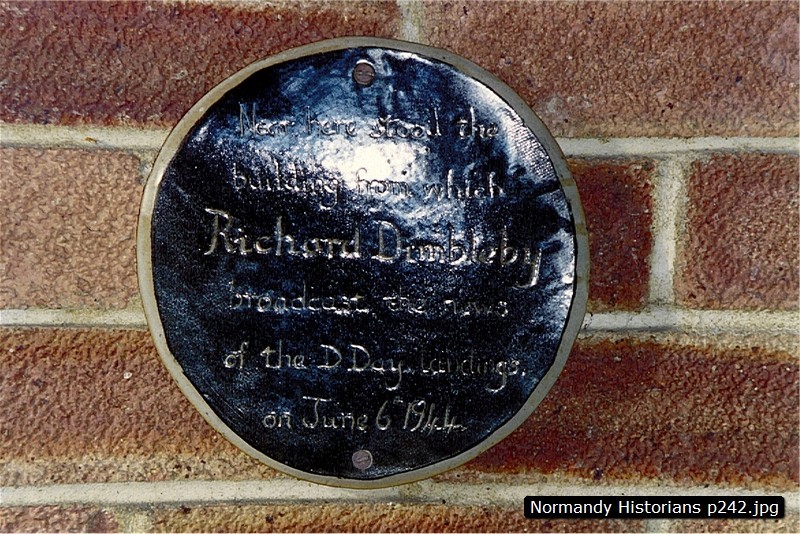 Near here stood the
building from which
Richard Dimbleby
broadcast the news
of the D.Day landings,
on June 6th 1944
Normandy Historians p242.jpg